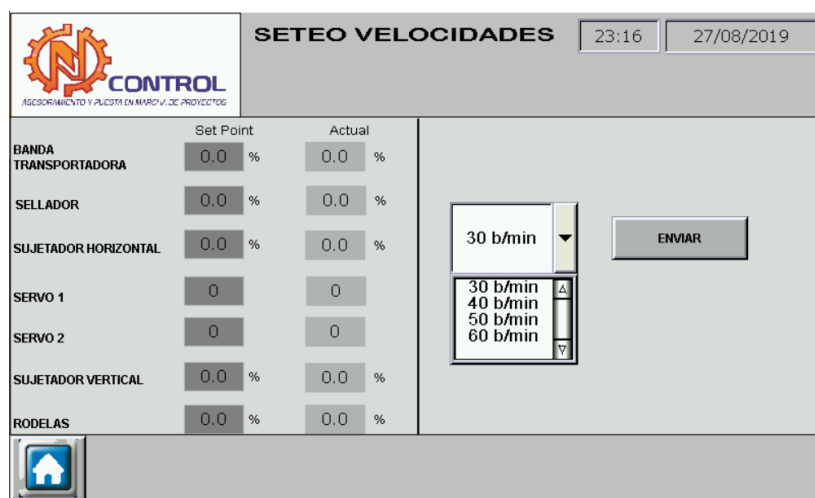 SETEO VELOCIDADES
23:16
27/08/2019
CONTROL
ASESORAMIENTO Y PUESTA EN MARCHA DE PROYECTOS
Set Point Actual
BANDA
TRANSPORTADORA 0.0 % 0.0 %
SELLADOR 0.0 % 0.0 %
SUJETADOR HORIZONTAL 0.0 % 0.0 %
SERVO 1 0 0
SERVO 2 0 0
SUJETADOR VERTICAL 0.0 % 0.0 %
RODELAS 0.0 % 0.0 %
30 b/min
ENVIAR
30 b/min
40 b/min
50 b/min
60 b/min